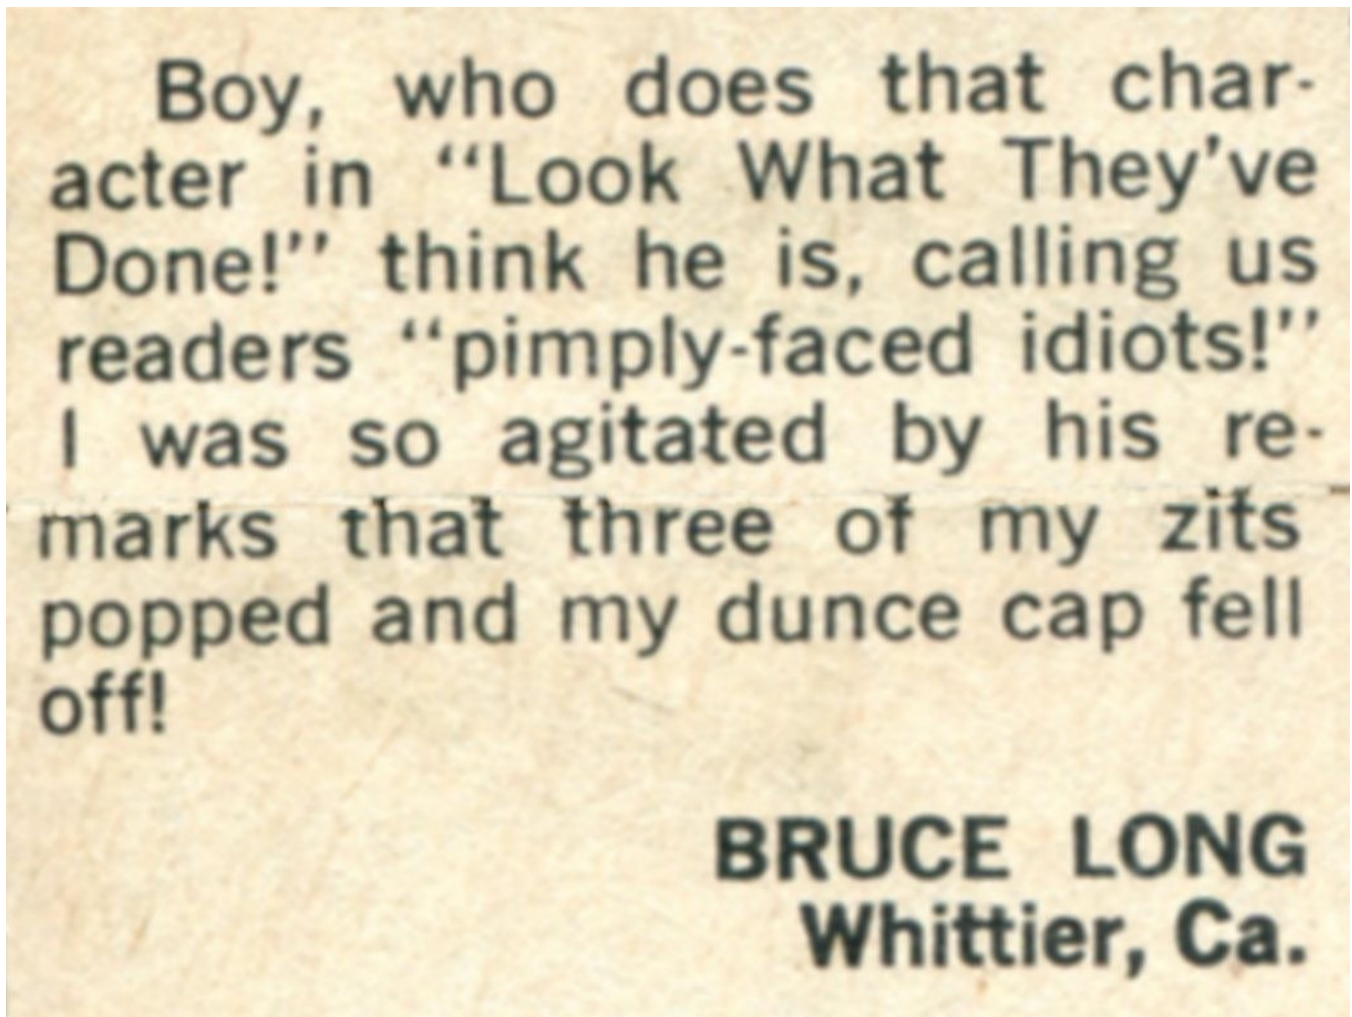 Boy, who does that char-
acter in “Look What They’ve
Done!” think he is, calling us
readers “pimply-faced idiots!”
I was so agitated by his re-
marks that three of my zits
popped and my dunce cap fell
off!
BRUCE LONG
Whittier, Ca.